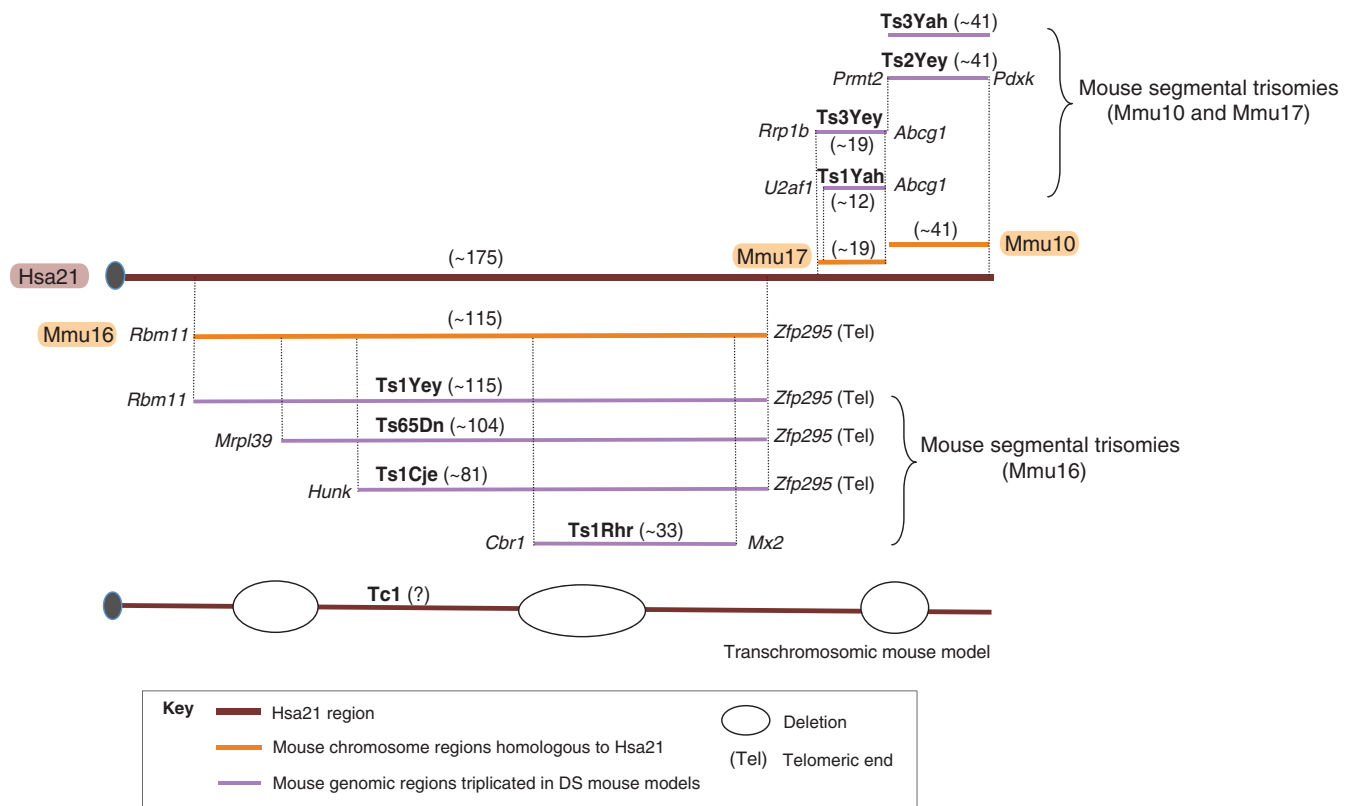 Ts3Yah (~41)
Ts2Yey (~41)
Prmt2
Pdxk
Mouse segmental trisomies
(Mmu10 and Mmu17)
Ts3Yey
Rrp1b
Abcg1
(~19)
Ts1Yah
U2af1
Abcg1
(~12)
(~41)
Mmu10
Mmu17
(~19)
(~175)
Hsa21
Mmu16
Rbm11
(~115)
Zfp295 (Tel)
Ts1Yey (~115)
Rbm11
Zfp295 (Tel)
Ts65Dn (~104)
Mrpl39
Zfp295 (Tel)
Mouse segmental trisomies
(Mmu16)
Ts1Cje (~81)
Hunk
Zfp295 (Tel)
Ts1Rhr (~33)
Cbr1
Mx2
Tc1 (?)
Transchromosomic mouse model
Key
Hsa21 region
Deletion
Mouse chromosome regions homologous to Hsa21
(Tel) Telomeric end
Mouse genomic regions triplicated in DS mouse models